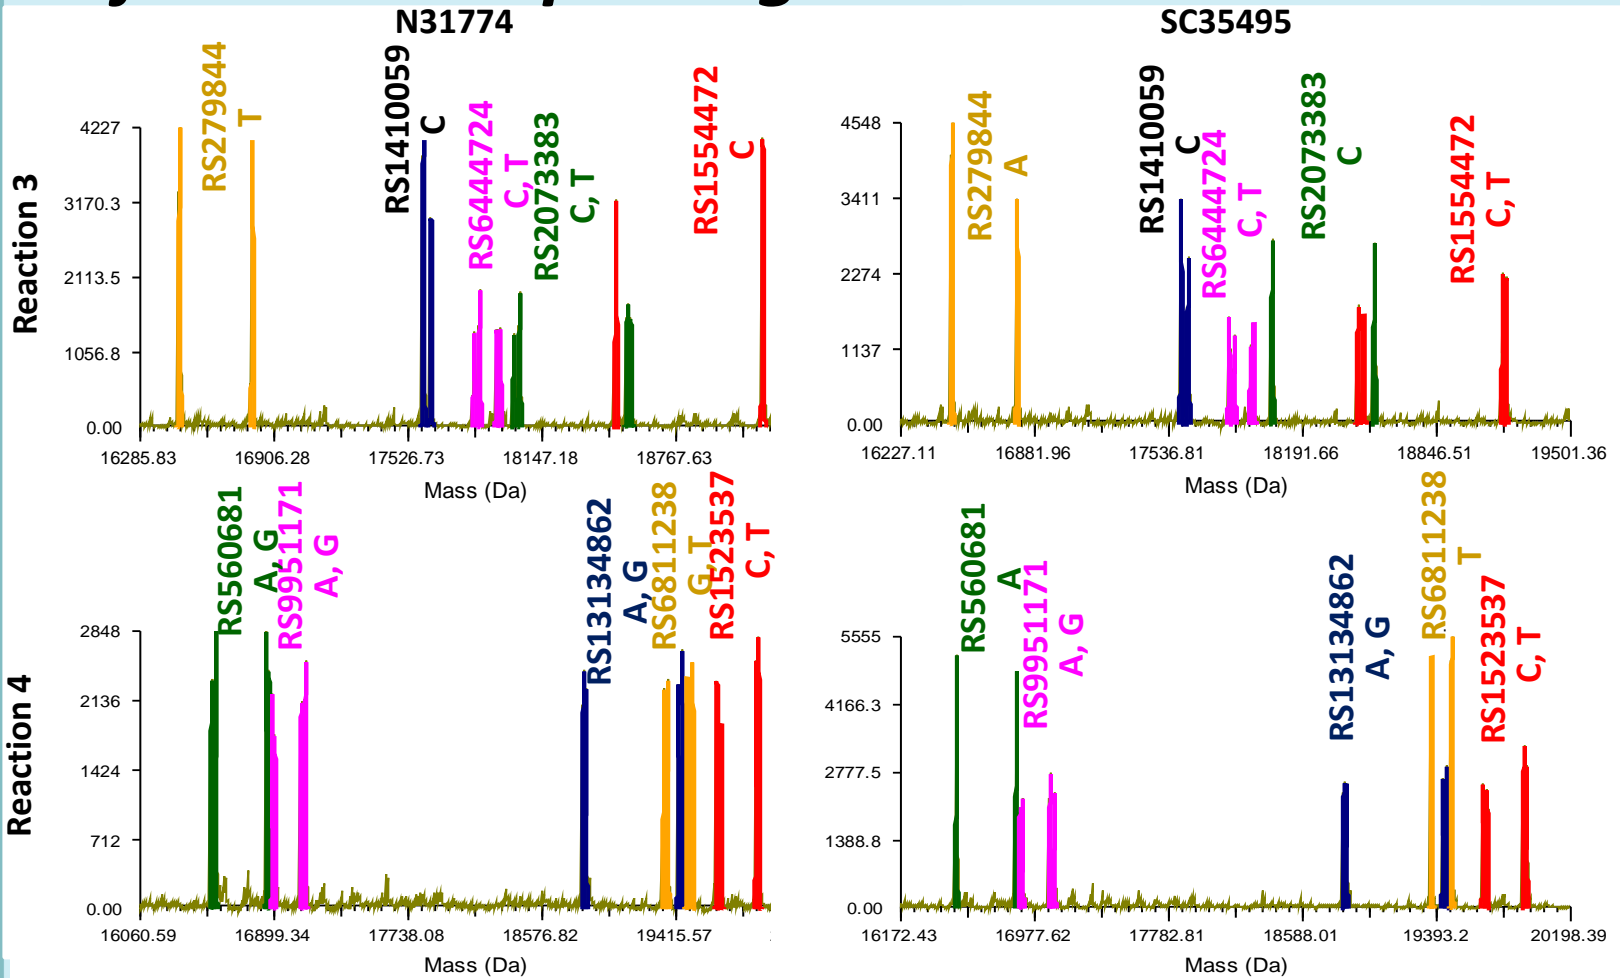 N31774
SC35495
Reaction 3
RS279844
T
RS1410059
C
RS6444724
C, T
RS2073383
C, T
RS1554472
C
4227
3170.3
2113.5
1056.8
0.00
16285.83 16906.28 17526.73 18147.18 18767.63
Mass (Da)
RS279844
A
RS1410059
C
RS6444724
C, T
RS2073383
C
RS1554472
C, T
4548
3411
2274
1137
0.00
16227.11 16881.96 17536.81 18191.66 18846.51 19501.36
Mass (Da)
Reaction 4
RS560681
A, G
RS9951171
A, G
RS13134862
A, G
RS6811238
G, T
RS1523537
C, T
2848
2136
1424
712
0.00
16060.59 16899.34 17738.08 18576.82 19415.57
Mass (Da)
RS560681
A
RS9951171
A, G
RS13134862
A, G
RS6811238
T
RS1523537
C, T
5555
4166.3
2777.5
1388.8
0.00
16172.43 16977.62 17782.81 18588.01 19393.2 20198.39
Mass (Da)